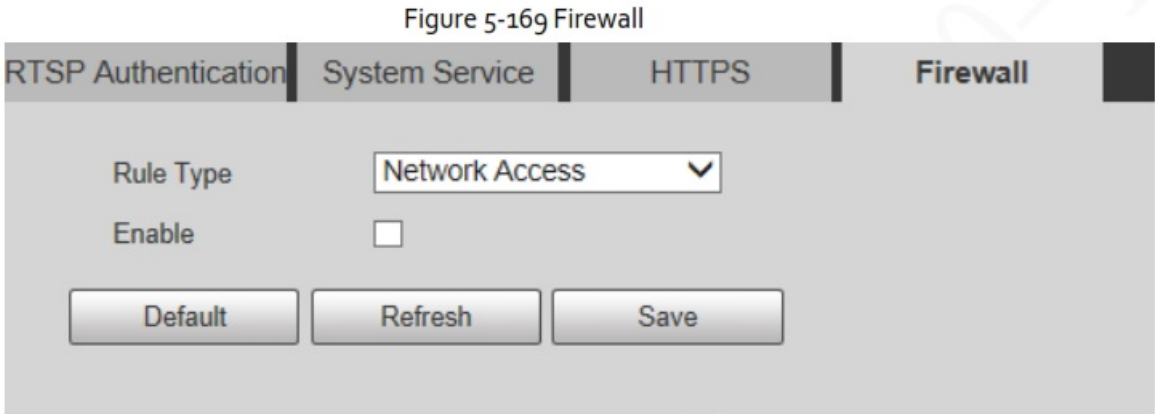 Figure 5-169 Firewall
RTSP Authentication System Service HTTPS Firewall
Rule Type Network Access
Enable
Default Refresh Save